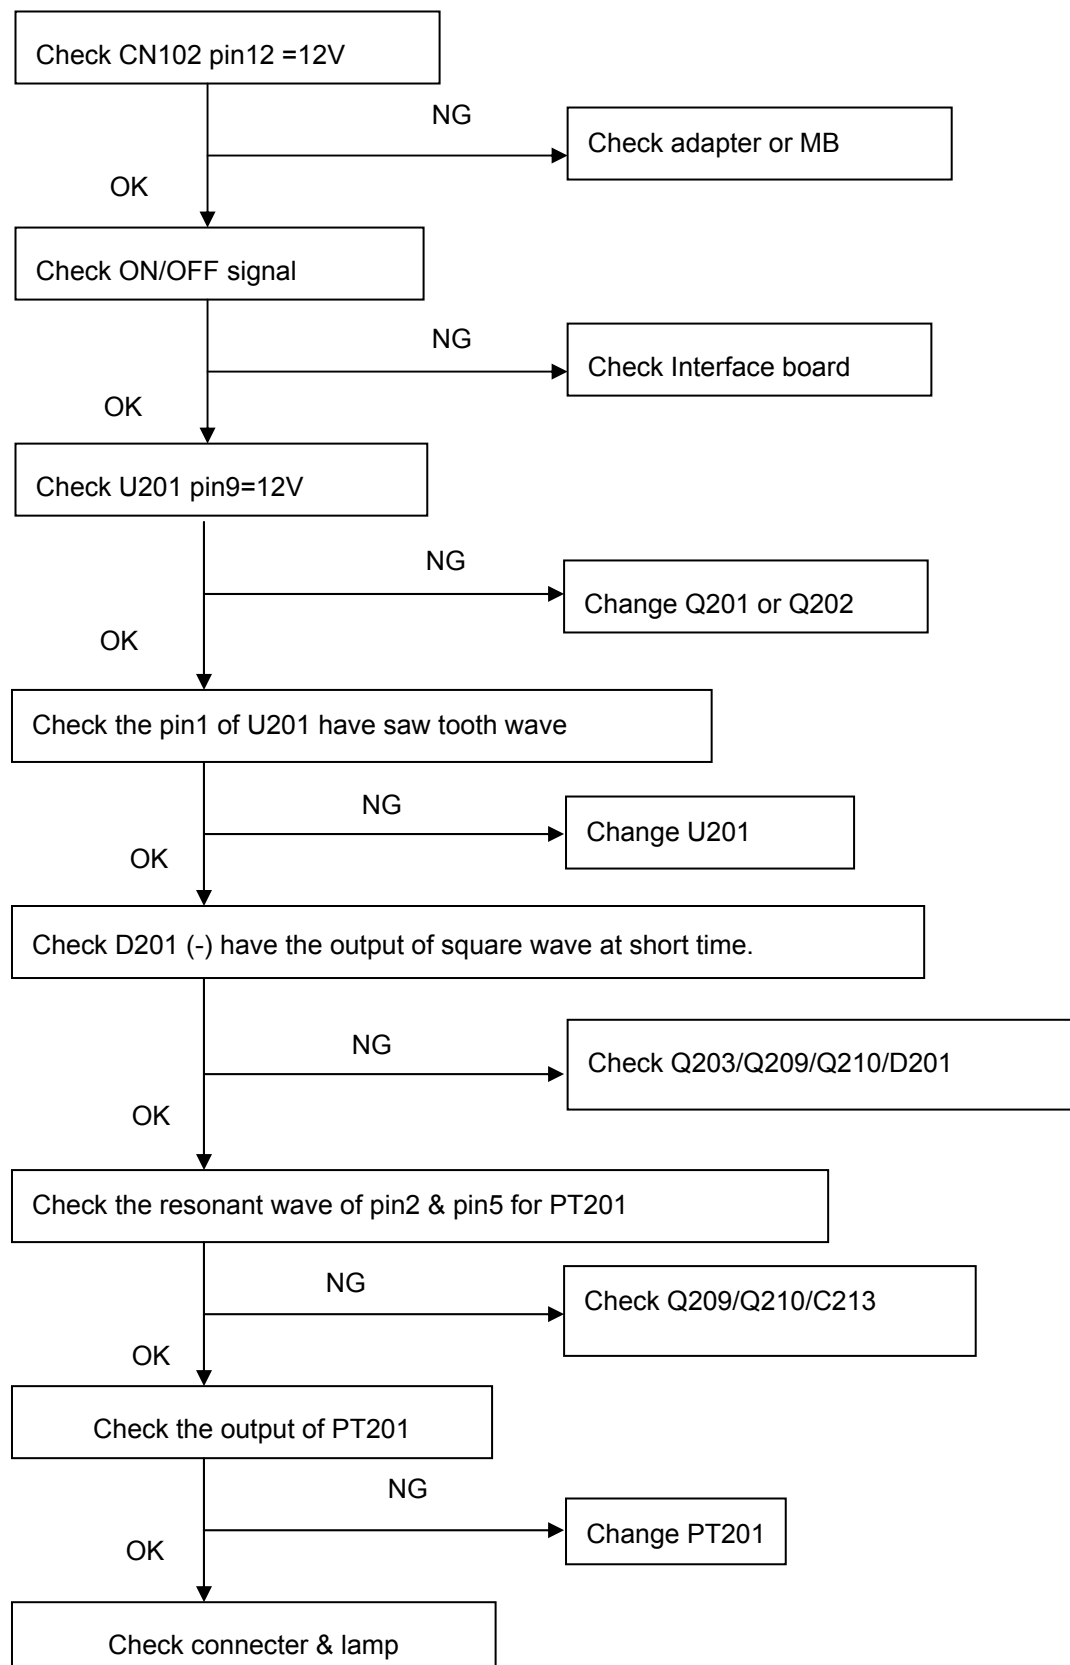 Check CN102 pin12 =12V
NG
Check adapter or MB
OK
Check ON/OFF signal
NG
Check Interface board
OK
Check U201 pin9=12V
NG
Change Q201 or Q202
OK
Check the pin1 of U201 have saw tooth wave
NG
Change U201
OK
Check D201 (-) have the output of square wave at short time.
NG
Check Q203/Q209/Q210/D201
OK
Check the resonant wave of pin2 & pin5 for PT201
NG
Check Q209/Q210/C213
OK
Check the output of PT201
NG
Change PT201
OK
Check connecter & lamp